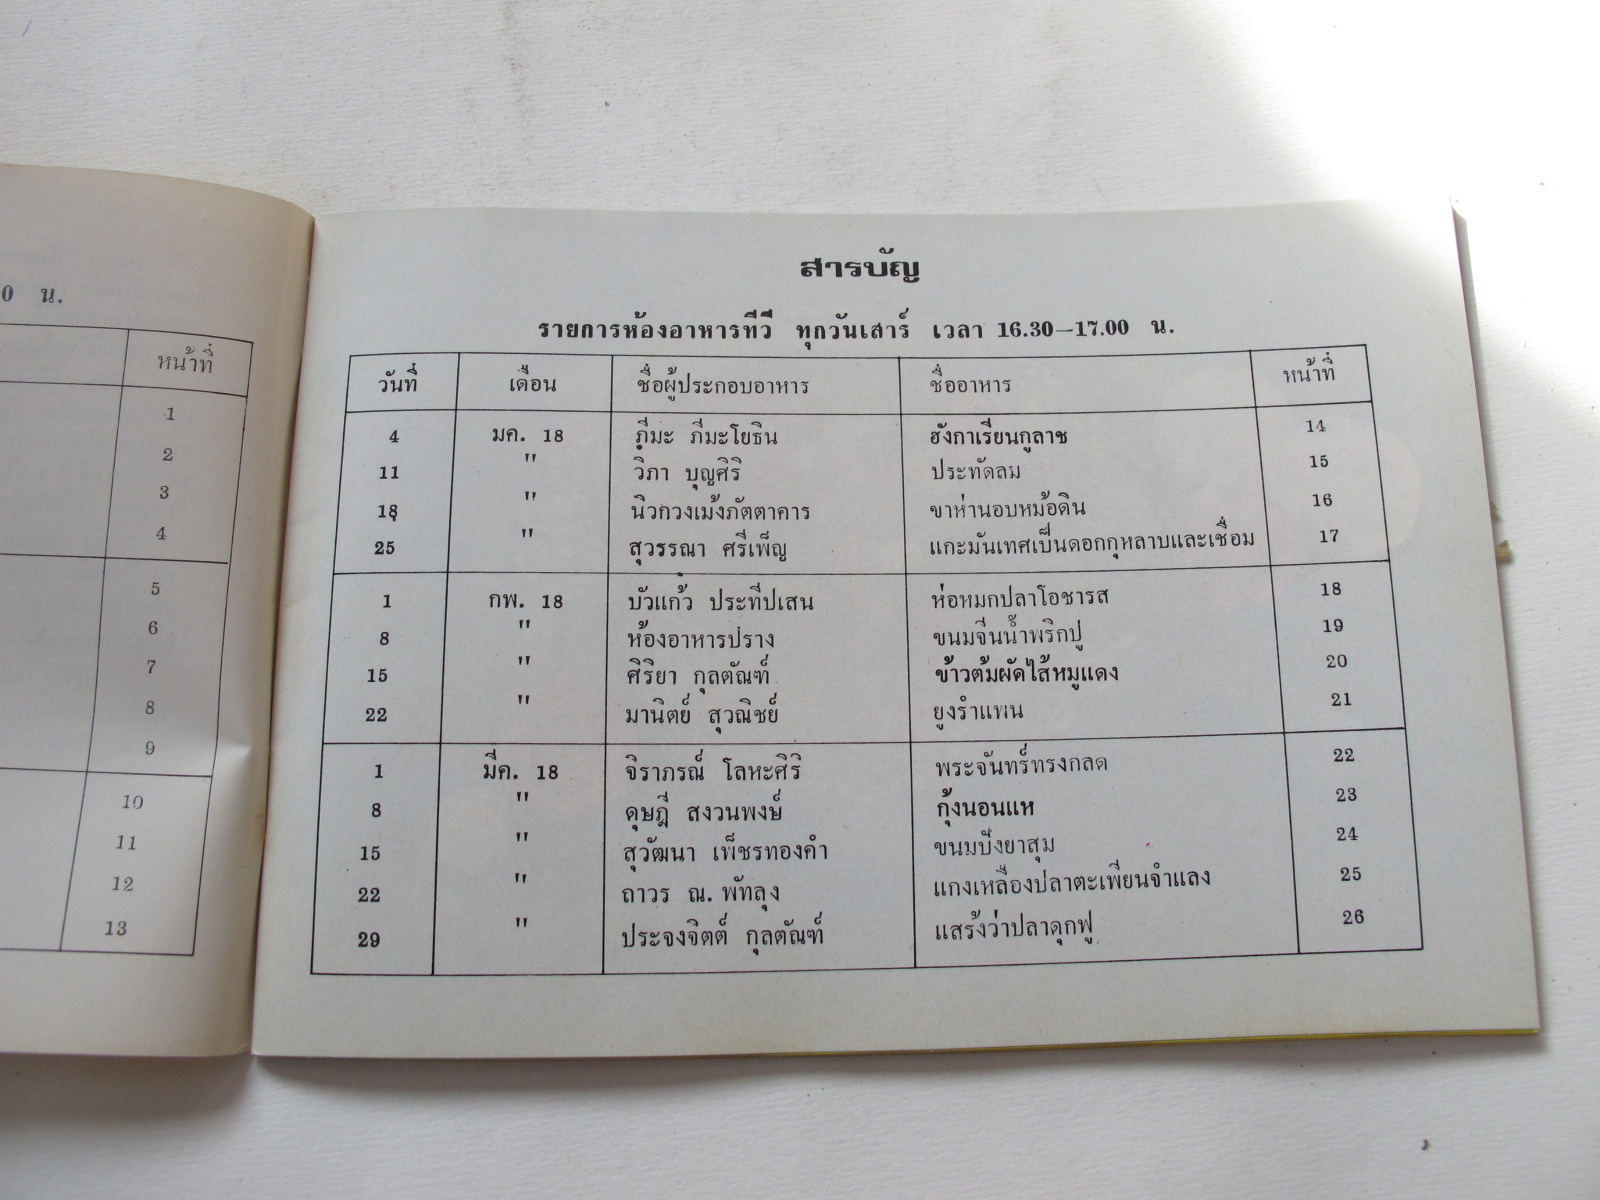 0 น.
หน้าที่
1
2
3
4
5
6
7
8
9
10
11
12
13
สารบัญ
รายการห้องอาหารทีวี ทุกวันเสาร์ เวลา 16.30–17.00 น.
วันที่ เดือน ชื่อผู้ประกอบอาหาร ชื่ออาหาร หน้าที่
4 มค. 18 ภีมะ ภีมะโยธิน ฮังกาเรียนกูลาช 14
11 " วิภา บุญศิริ ประทัดลม 15
18 " นิวกวงเม้งภัตตาคาร ขาห่านอบหม้อดิน 16
25 " สุวรรณา ศรีเพ็ญ แกะมันเทศเป็นดอกกุหลาบและเชื่อม 17
1 กพ. 18 บัวแก้ว ประทีปเสน ห่อหมกปลาโอชารส 18
8 " ห้องอาหารปราง ขนมจีนน้ำพริกปู 19
15 " ศิริยา กุลตัณฑ์ ข้าวต้มผัดไส้หมูแดง 20
22 " มานิตย์ สุวณิชย์ ยูงรำแพน 21
1 มีค. 18 จิราภรณ์ โลหะศิริ พระจันทร์ทรงกลด 22
8 " ดุษฎี สงวนพงษ์ กุ้งนอนแห 23
15 " สุวัฒนา เพ็ชรทองคำ ขนมปังยาสุม 24
22 " ถาวร ณ. พัทลุง แกงเหลืองปลาตะเพียนจำแลง 25
29 " ประจงจิตต์ กุลตัณฑ์ แสร้งว่าปลาดุกฟู 26